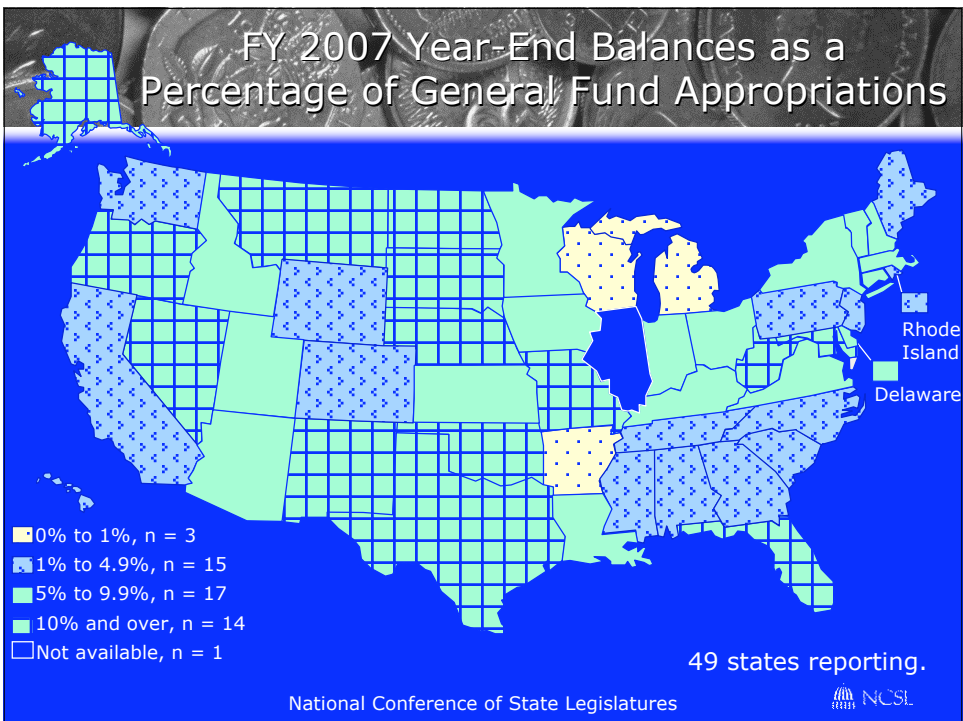 FY 2007 Year-End Balances as a
Percentage of General Fund Appropriations
Rhode
Island
Delaware
0% to 1%, n = 3
1% to 4.9%, n = 15
5% to 9.9%, n = 17
10% and over, n = 14
Not available, n = 1
49 states reporting.
National Conference of State Legislatures
NCSL